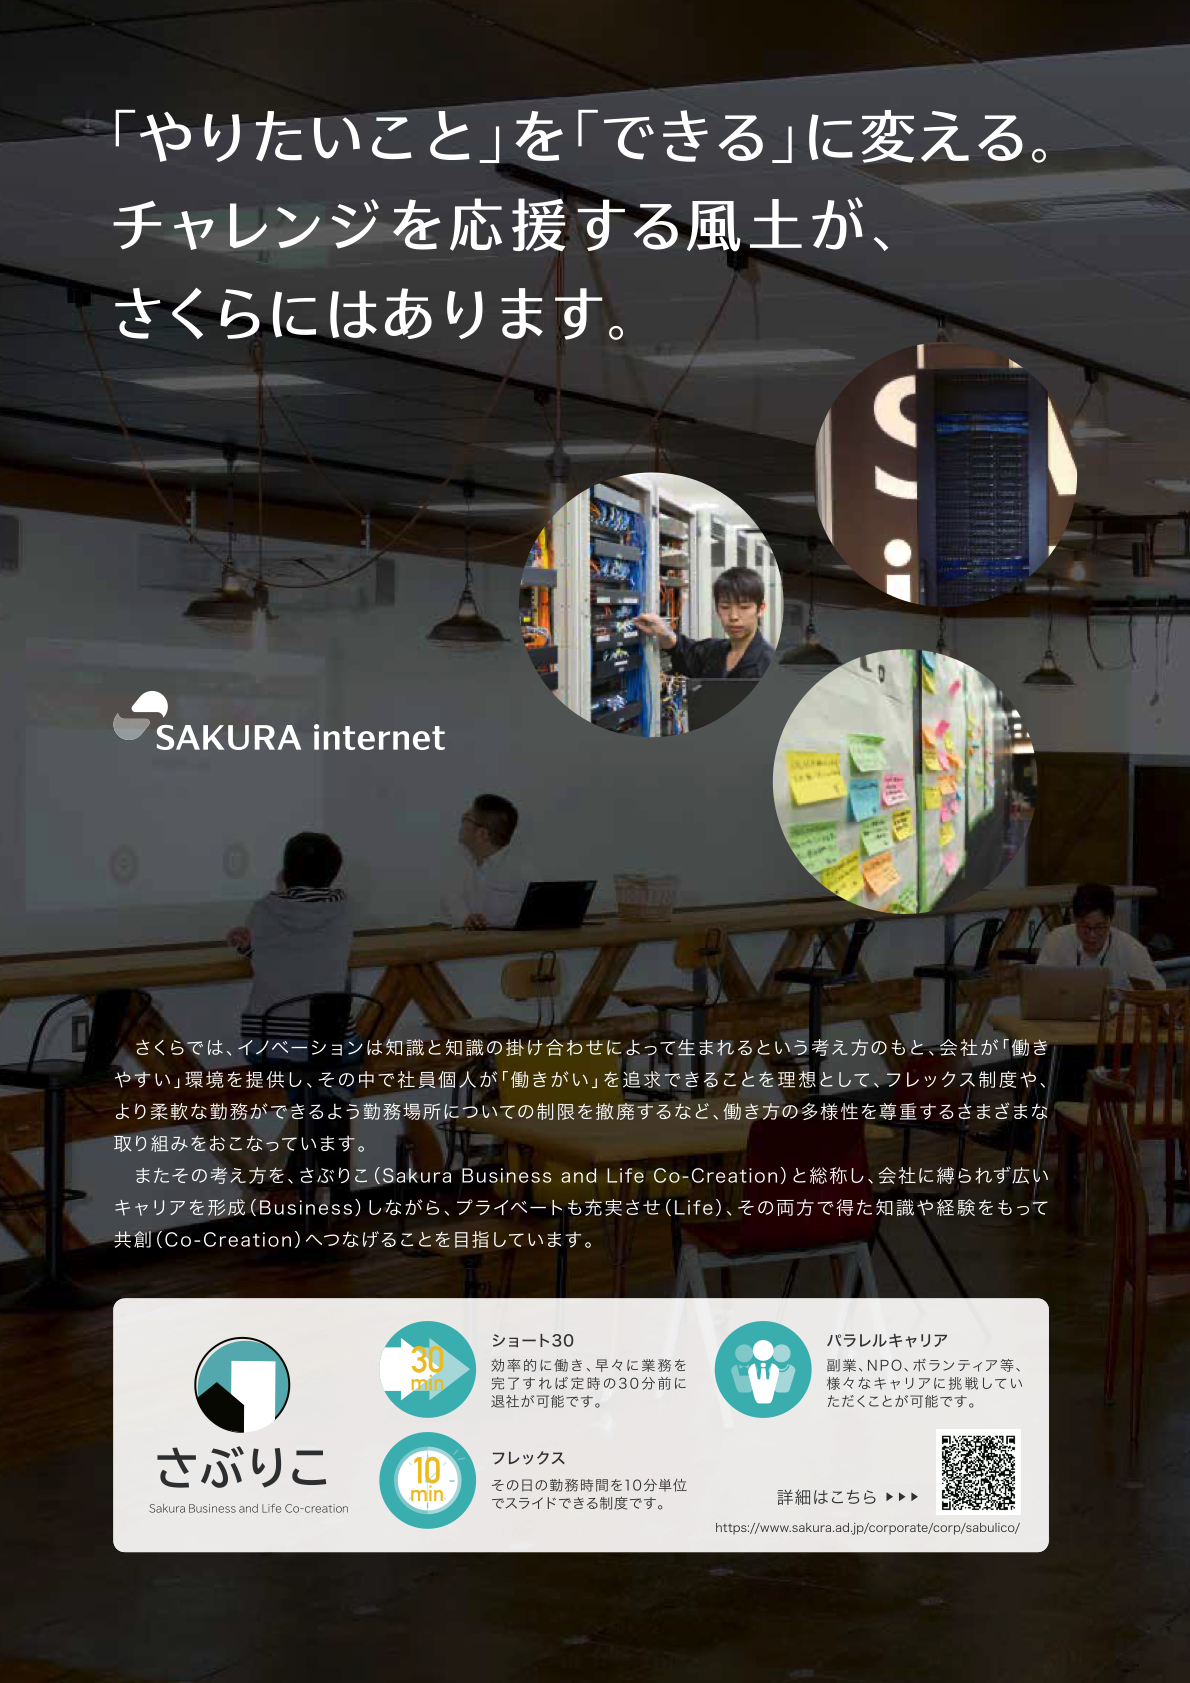 「やりたいこと」を「できる」に変える。
チャレンジを応援する風土が、
さくらにはあります。
SAKURA internet
さくらでは、イノベーションは知識と知識の掛け合わせによって生まれるという考え方のもと、会社が「働き
やすい」環境を提供し、その中で社員個人が「働きがい」を追求できることを理想として、フレックス制度や、
より柔軟な勤務ができるよう勤務場所についての制限を撤廃するなど、働き方の多様性を尊重するさまざまな
取り組みをおこなっています。
またその考え方を、さぶりこ(Sakura Business and Life Co-Creation)と総称し、会社に縛られず広い
キャリアを形成(Business)しながら、プライベートも充実させ(Life)、その両方で得た知識や経験をもって
共創(Co-Creation)へつなげることを目指しています。
さぶりこ
Sakura Business and Life Co-creation
30
min
ショート30
効率的に働き、早々に業務を
完了すれば定時の30分前に
退社が可能です。
10
min
フレックス
その日の勤務時間を10分単位
でスライドできる制度です。
パラレルキャリア
副業、NPO、ボランティア等、
様々なキャリアに挑戦してい
ただくことが可能です。
詳細はこちら ▶▶▶
https://www.sakura.ad.jp/corporate/corp/sabulico/